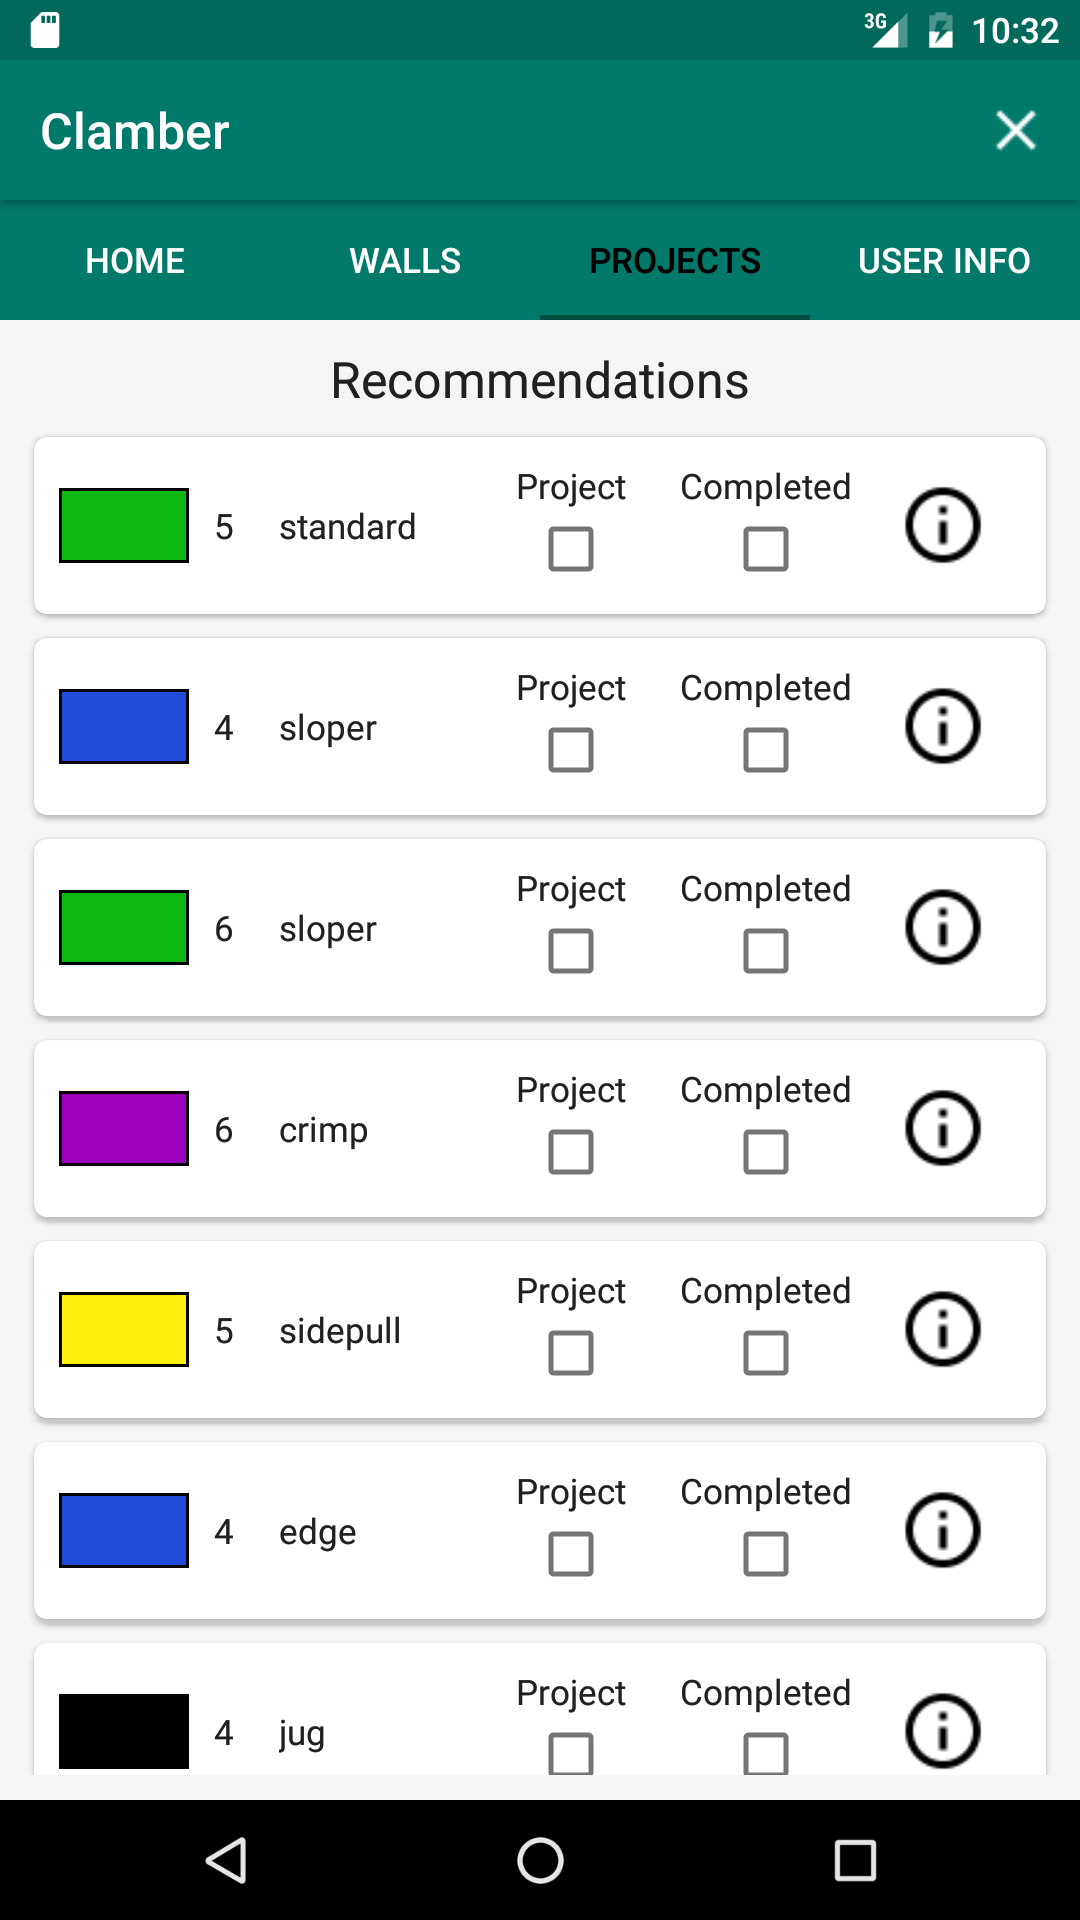 3G 10:32
Clamber
HOME WALLS PROJECTS USER INFO
Recommendations
Project Completed
5 standard
Project Completed
4 sloper
Project Completed
6 sloper
Project Completed
6 crimp
Project Completed
5 sidepull
Project Completed
4 edge
Project Completed
4 jug